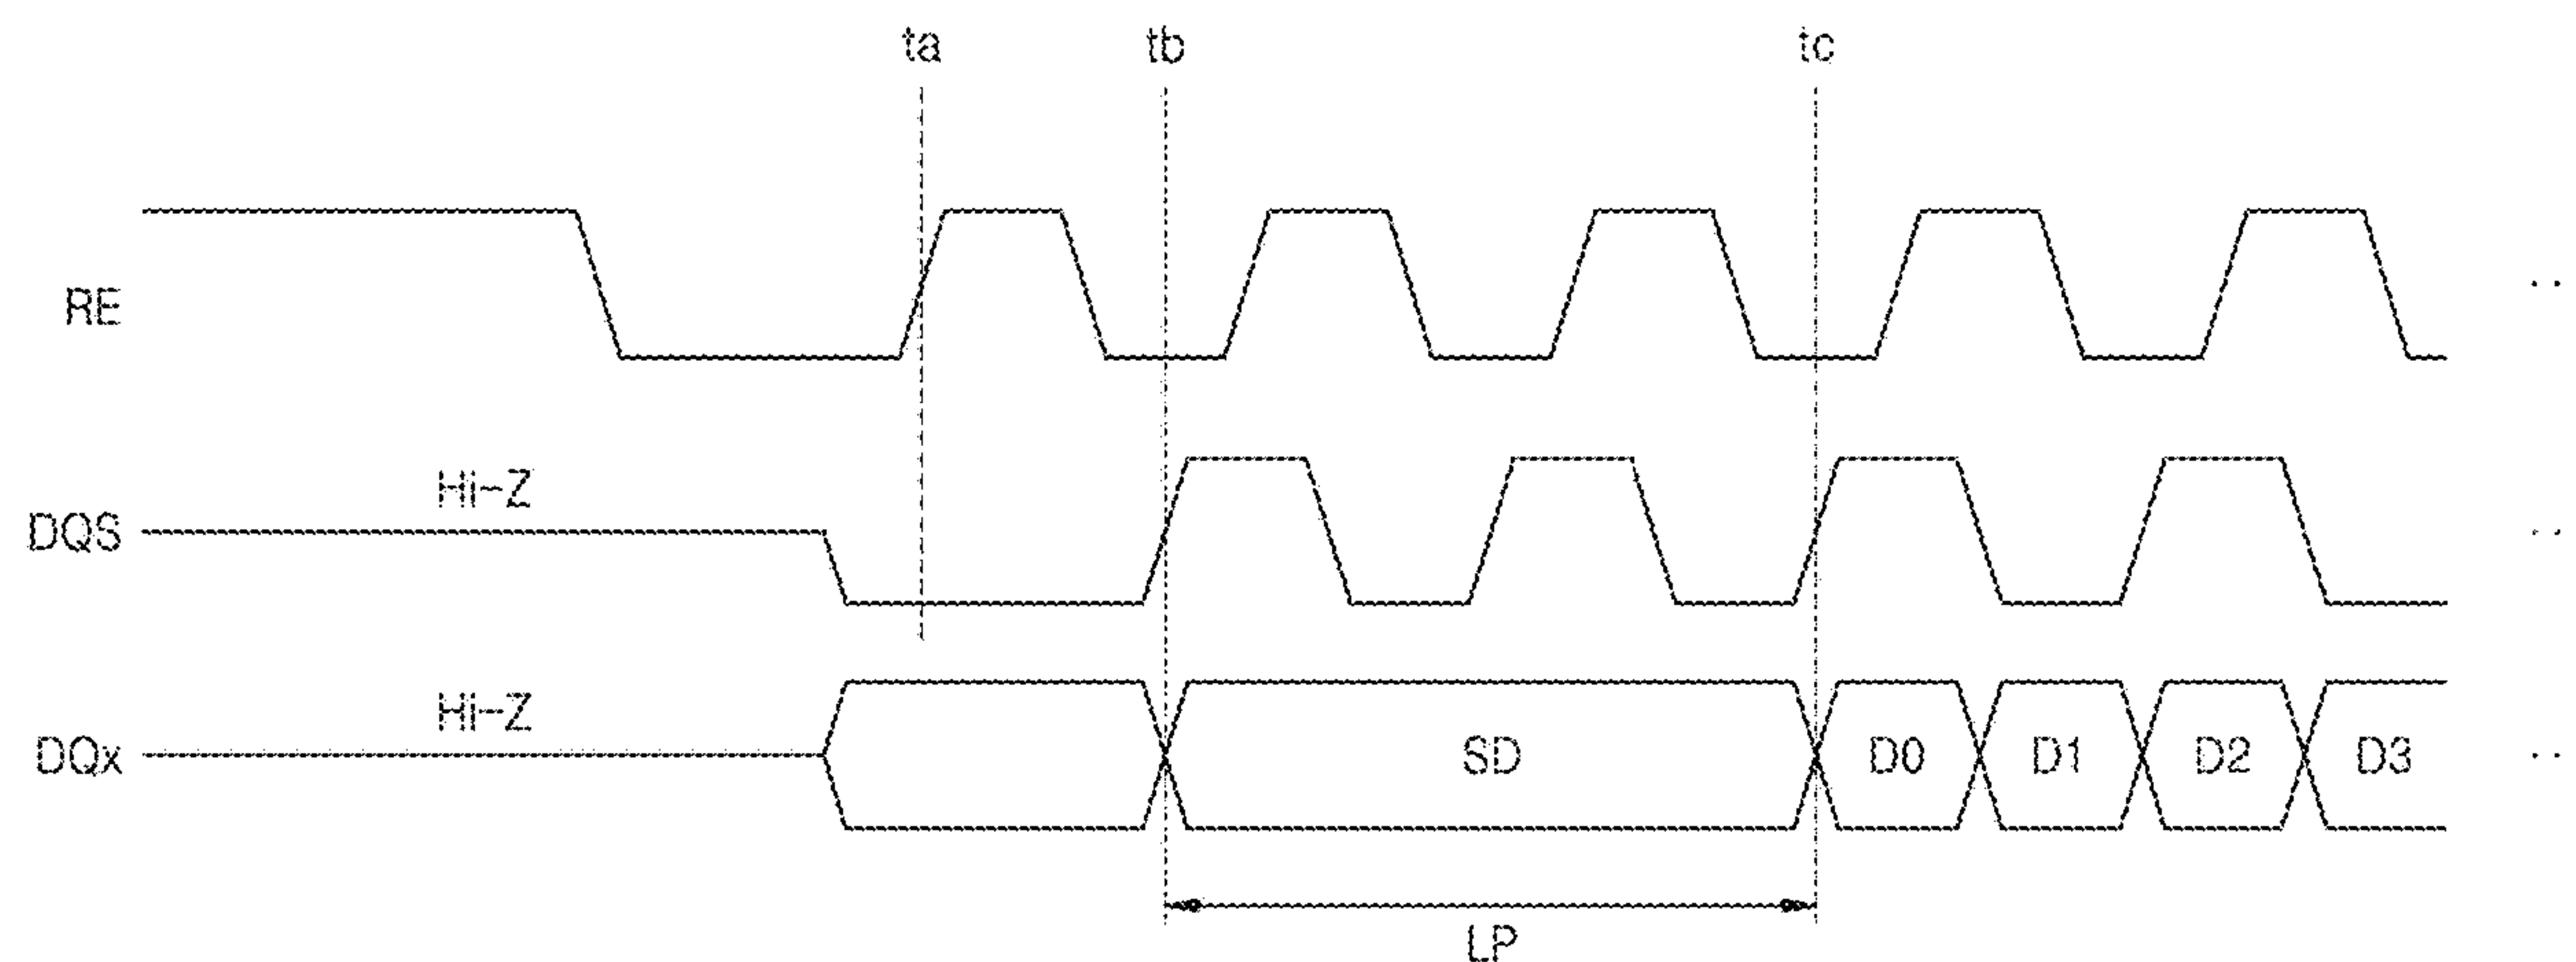 ta tb tc
RE ··
Hi-Z
DQS ··
Hi-Z
DQx SD D0 D1 D2 D3 ··
LP